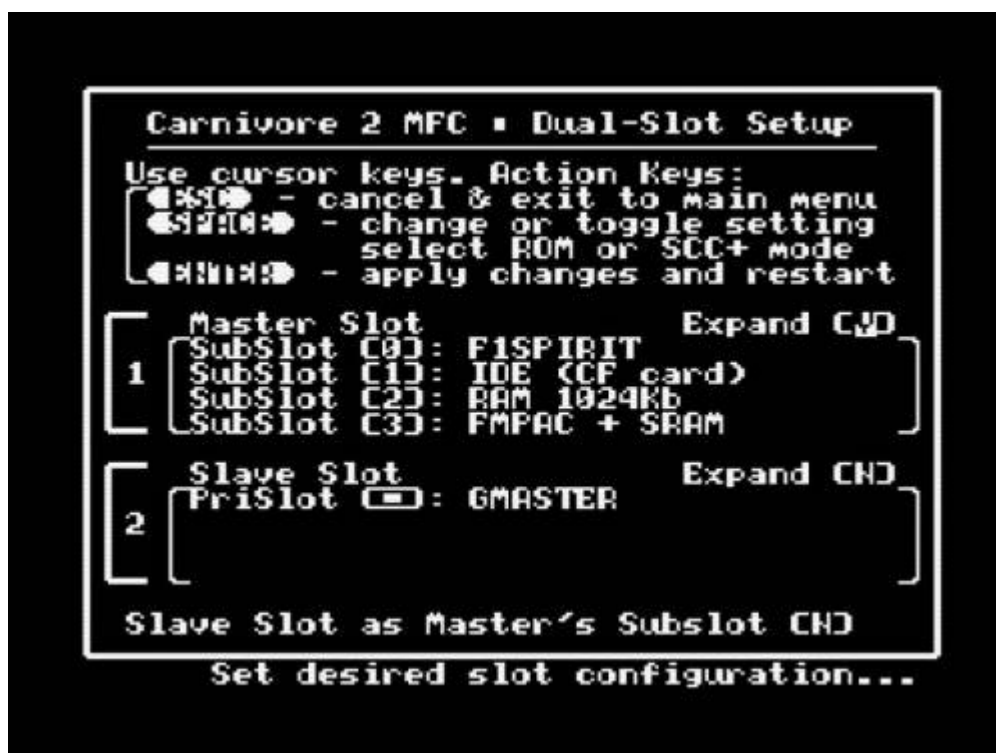 Carnivore 2 MFC ▪ Dual-Slot Setup
Use cursor keys. Action Keys:
ESC - cancel & exit to main menu
SPACE - change or toggle setting
select ROM or SCC+ mode
ENTER - apply changes and restart
Master Slot Expand [Y]
1
SubSlot [0]: F1SPIRIT
SubSlot [1]: IDE (CF card)
SubSlot [2]: RAM 1024Kb
SubSlot [3]: FMPAC + SRAM
Slave Slot Expand [N]
2
PriSlot [▪]: GMASTER
Slave Slot as Master's Subslot [N]
Set desired slot configuration...